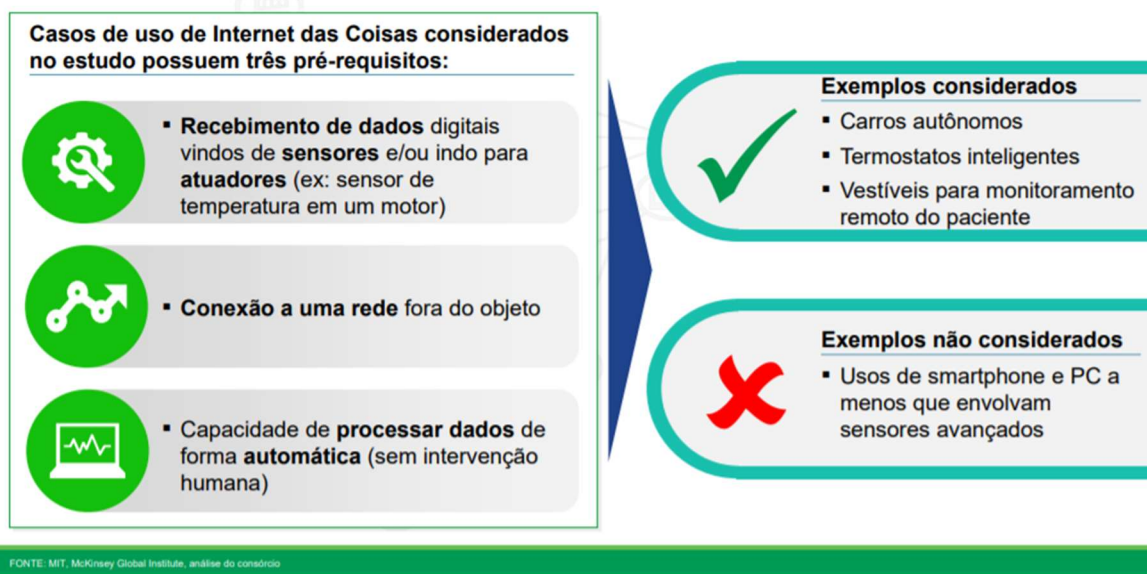 Casos de uso de Internet das Coisas considerados
no estudo possuem três pré-requisitos:
▪ Recebimento de dados digitais
vindos de sensores e/ou indo para
atuadores (ex: sensor de
temperatura em um motor)
▪ Conexão a uma rede fora do objeto
▪ Capacidade de processar dados de
forma automática (sem intervenção
humana)
Exemplos considerados
▪ Carros autônomos
▪ Termostatos inteligentes
▪ Vestíveis para monitoramento
remoto do paciente
Exemplos não considerados
▪ Usos de smartphone e PC a
menos que envolvam
sensores avançados
FONTE: MIT, McKinsey Global Institute, análise do consórcio